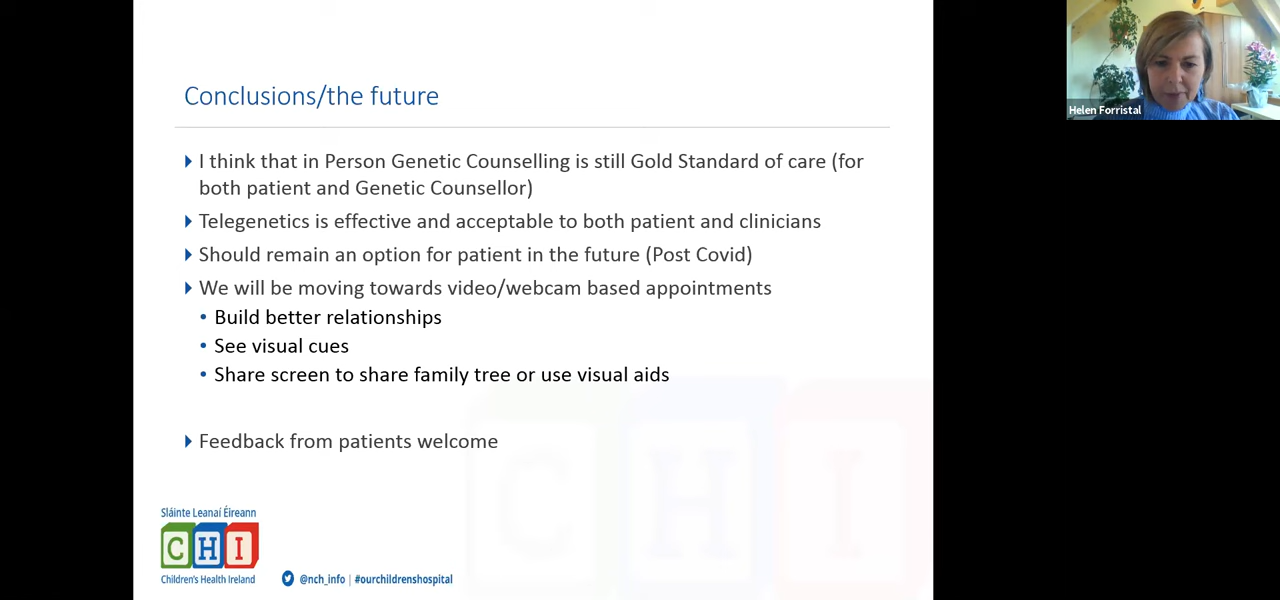 Conclusions/the future
Helen Forristal
I think that in Person Genetic Counselling is still Gold Standard of care (for
both patient and Genetic Counsellor)
Telegenetics is effective and acceptable to both patient and clinicians
Should remain an option for patient in the future (Post Covid)
We will be moving towards video/webcam based appointments
• Build better relationships
• See visual cues
• Share screen to share family tree or use visual aids
Feedback from patients welcome
Sláinte Leanaí Éireann
CHI
Children's Health Ireland
@nch_info | #ourchildrenshospital
CHI